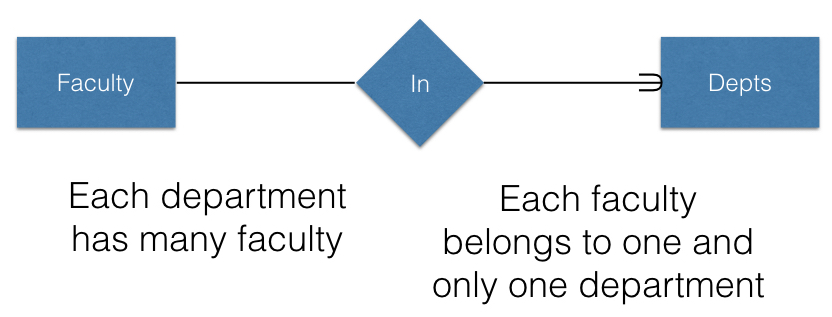 Faculty
In
Depts
Each department
has many faculty
Each faculty
belongs to one and
only one department